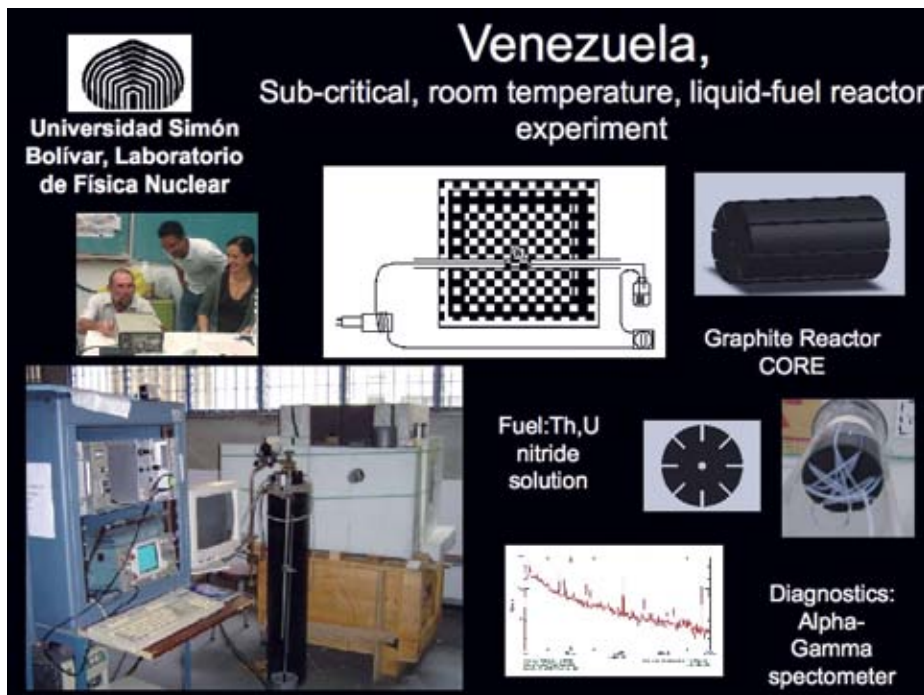 Venezuela,
Sub-critical, room temperature, liquid-fuel reactor
experiment
Universidad Simón
Bolívar, Laboratorio
de Física Nuclear
Graphite Reactor
CORE
Fuel:Th,U
nitride
solution
Diagnostics:
Alpha-
Gamma
spectometer